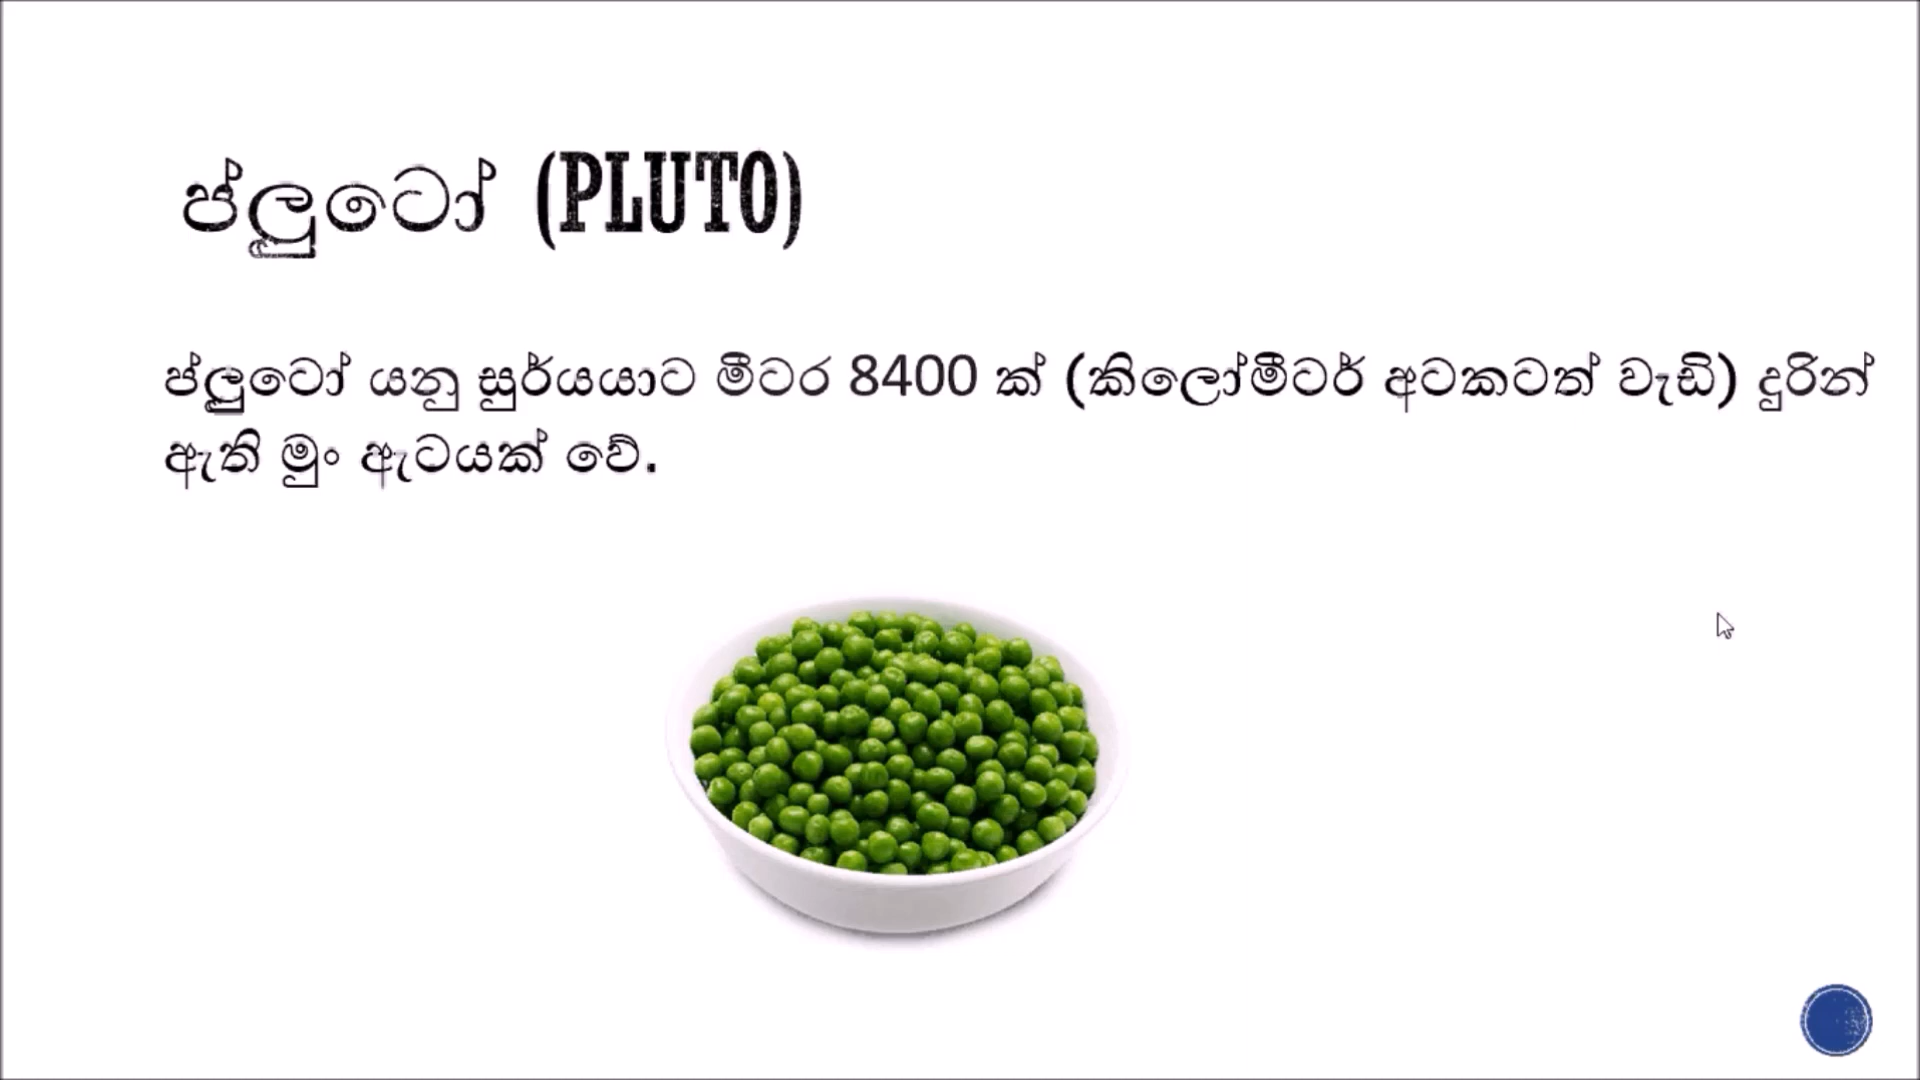 ප්ලූටෝ (PLUTO)
ප්ලූටෝ යනු සුර්යයාට මීටර 8400 ක් (කිලෝමීටර් අටකටත් වැඩි) දුරින්
ඇති මුං ඇටයක් වේ.